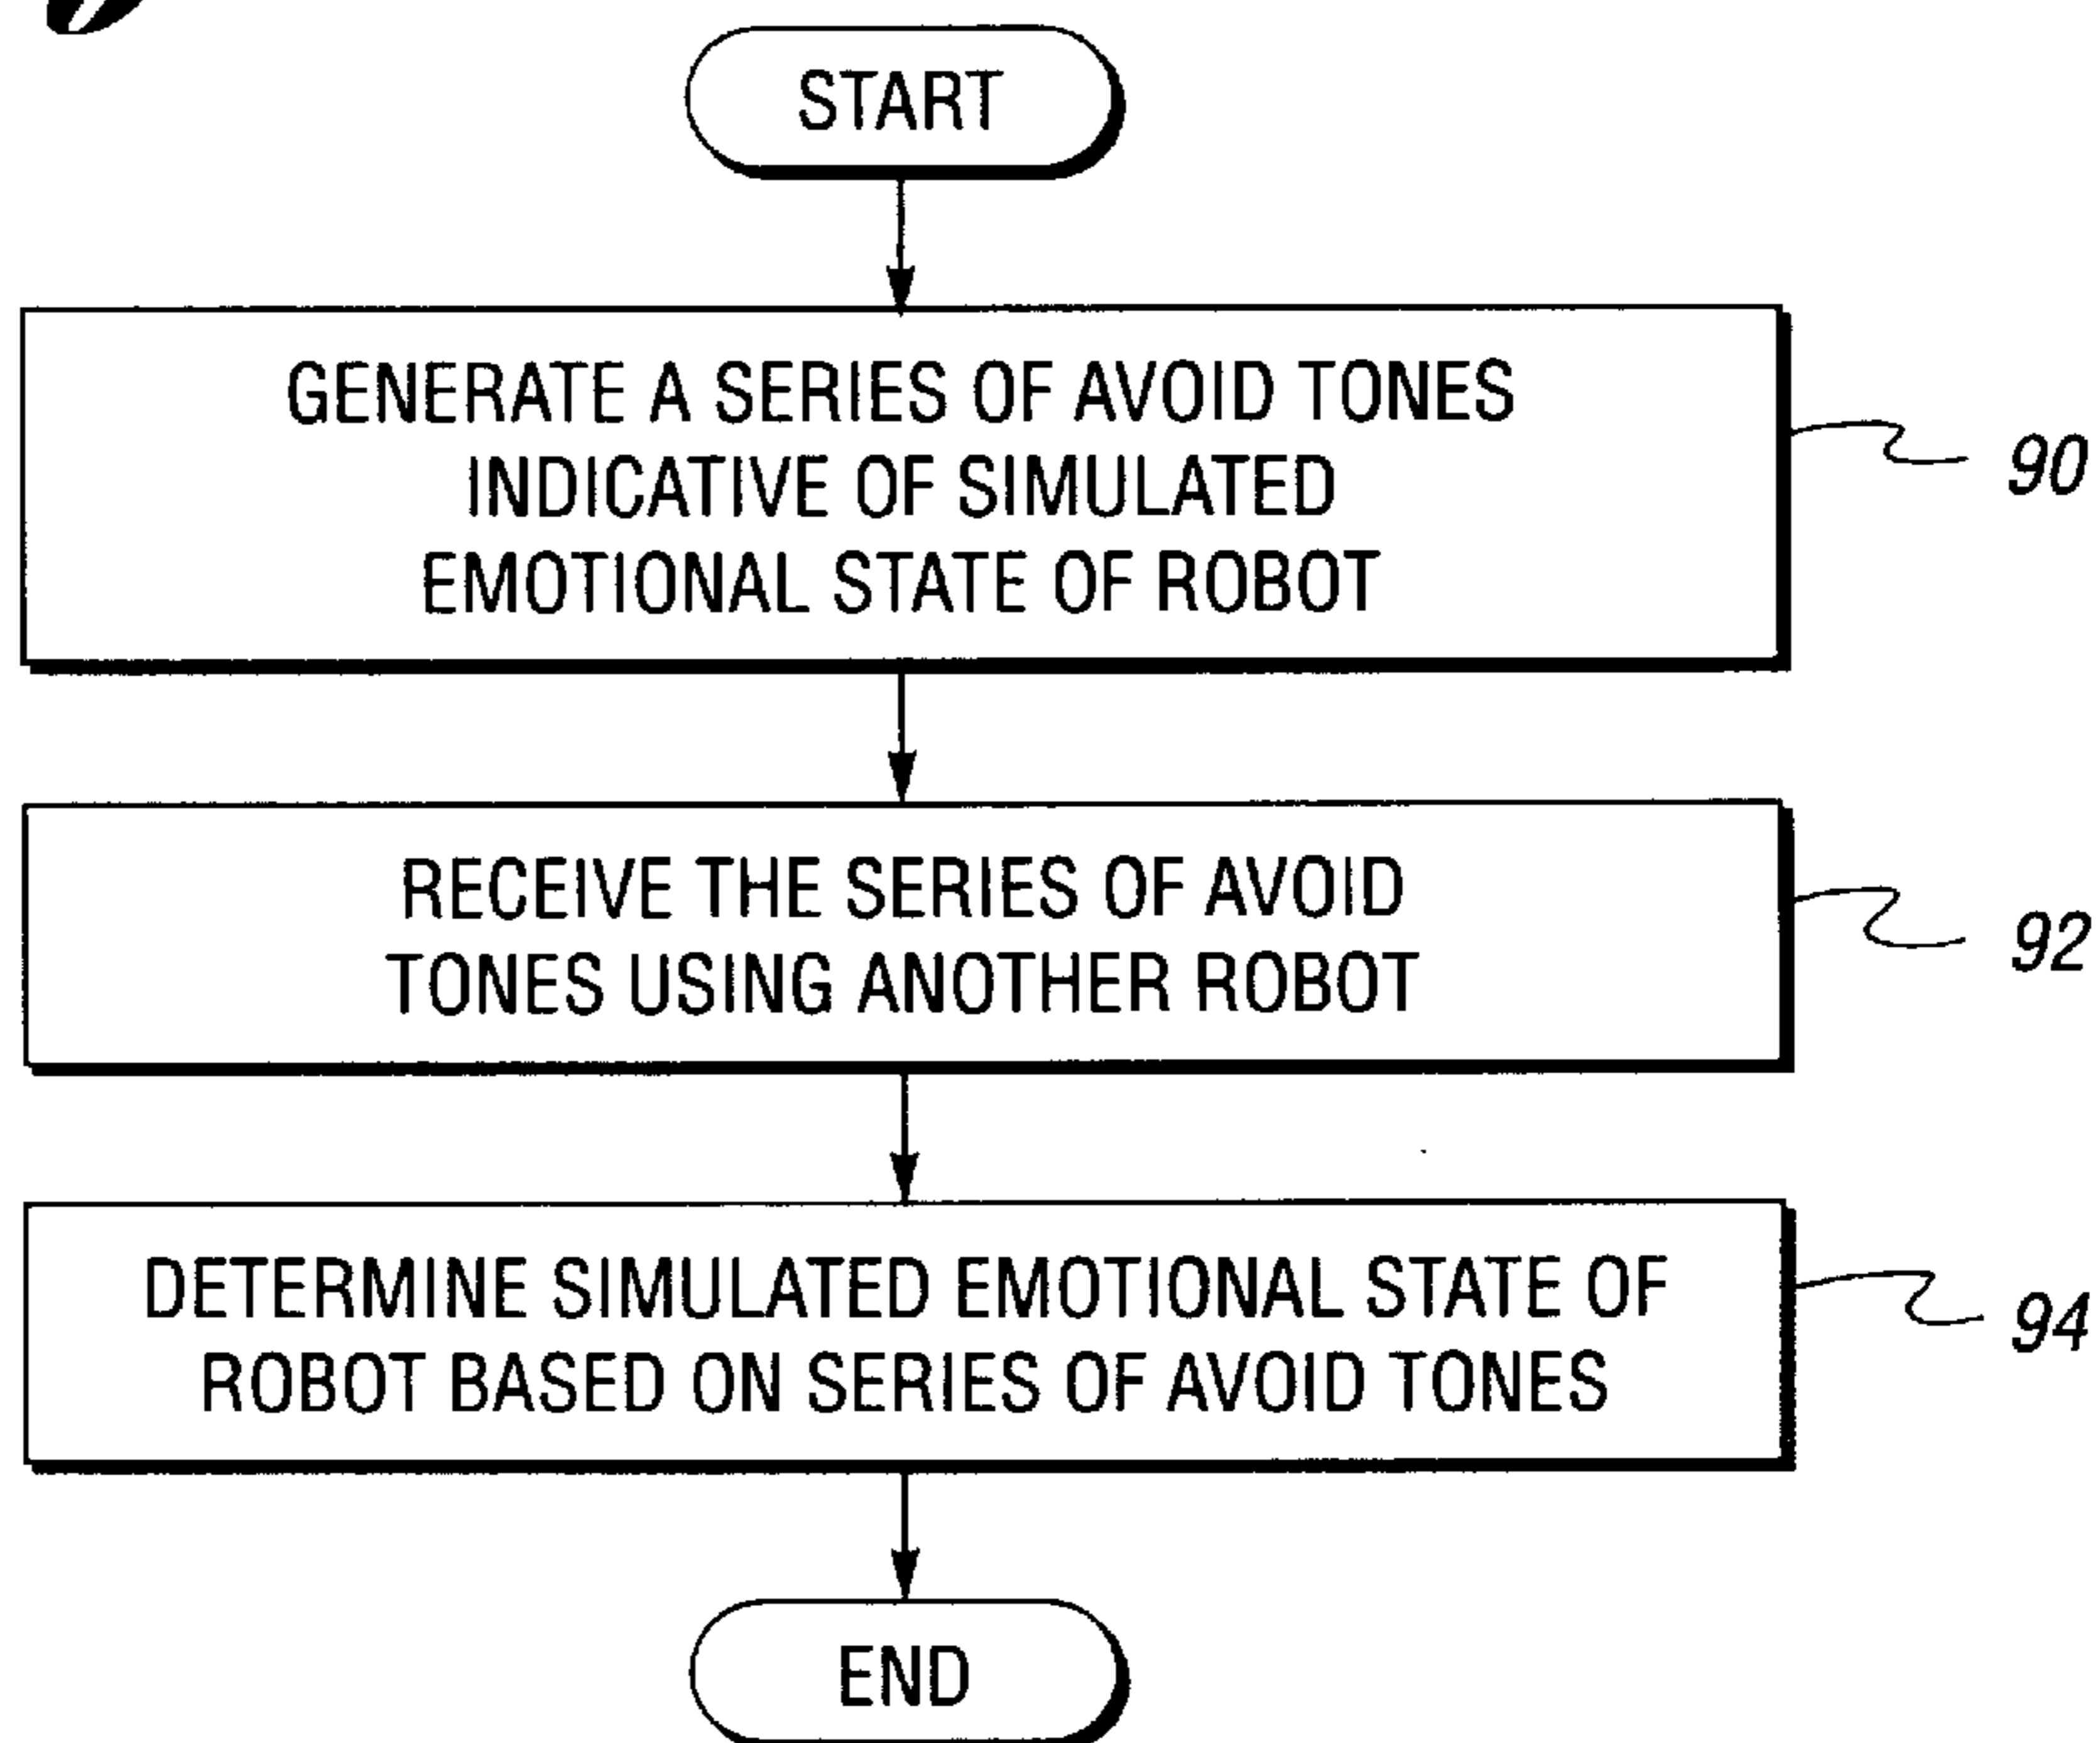 START
GENERATE A SERIES OF AVOID TONES
INDICATIVE OF SIMULATED
EMOTIONAL STATE OF ROBOT
90
RECEIVE THE SERIES OF AVOID
TONES USING ANOTHER ROBOT
92
DETERMINE SIMULATED EMOTIONAL STATE OF
ROBOT BASED ON SERIES OF AVOID TONES
94
END